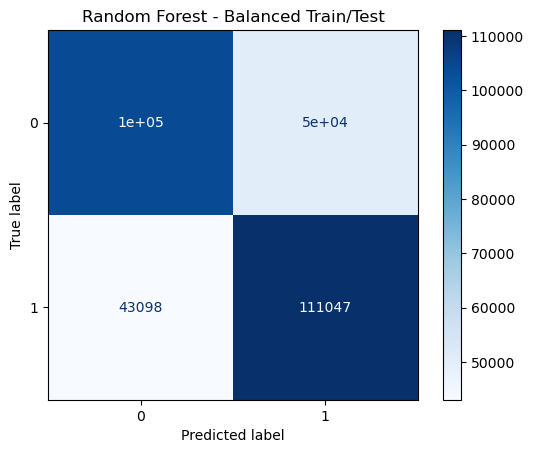 Random Forest - Balanced Train/Test
110000
100000
90000
80000
70000
60000
50000
True label
0
1
1e+05
5e+04
43098
111047
0
1
Predicted label